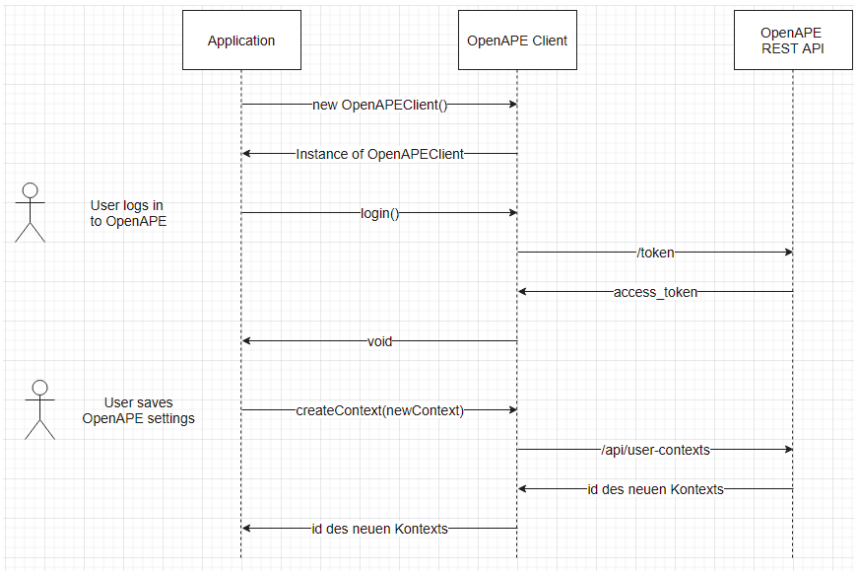 Application
OpenAPE Client
OpenAPE
REST API
new OpenAPEClient()
Instance of OpenAPEClient
User logs in
to OpenAPE
login()
/token
access_token
void
User saves
OpenAPE settings
createContext(newContext)
/api/user-contexts
id des neuen Kontexts
id des neuen Kontexts